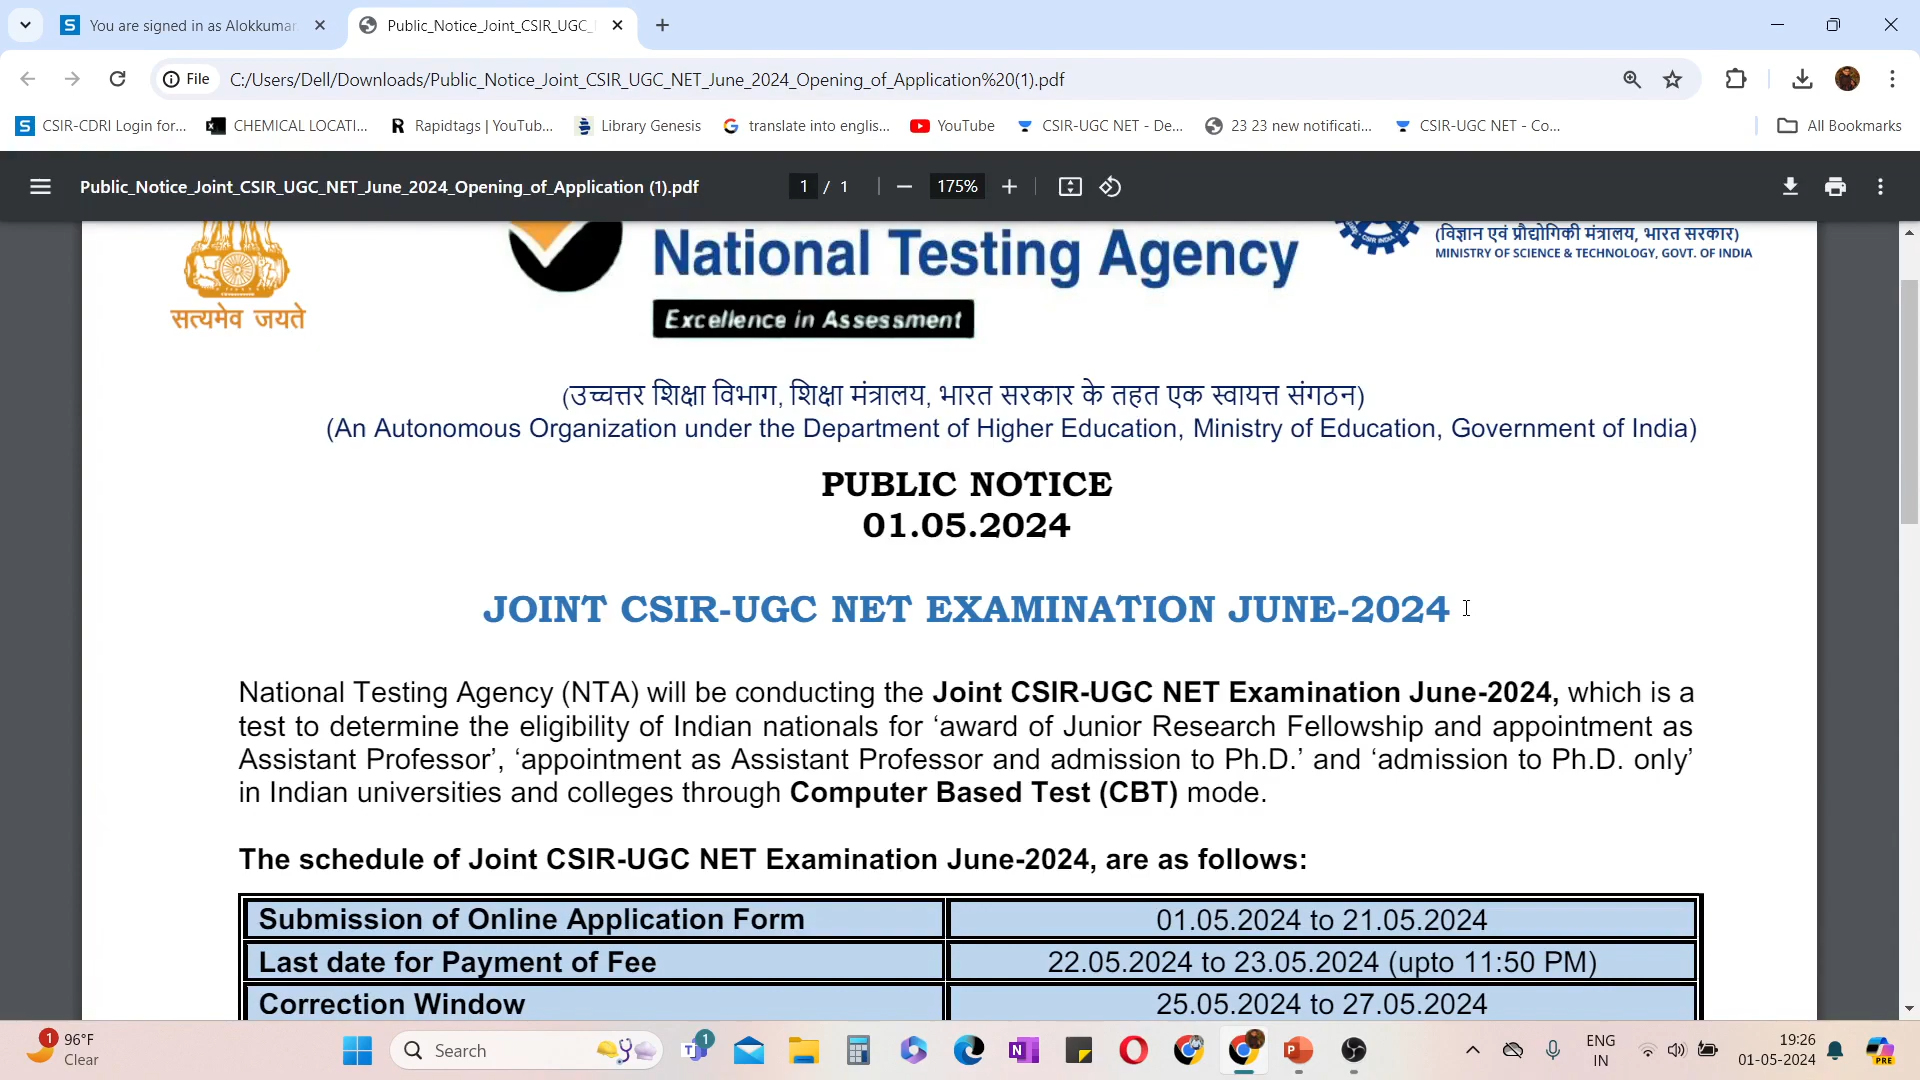 You are signed in as Alokkumar
Public_Notice_Joint_CSIR_UGC_
File
C:/Users/Dell/Downloads/Public_Notice_Joint_CSIR_UGC_NET_June_2024_Opening_of_Application%20(1).pdf
CSIR-CDRI Login for...
CHEMICAL LOCATI...
Rapidtags | YouTub...
Library Genesis
translate into englis...
YouTube
CSIR-UGC NET - De...
23 23 new notificati...
CSIR-UGC NET - Co...
All Bookmarks
Public_Notice_Joint_CSIR_UGC_NET_June_2024_Opening_of_Application (1).pdf
1 / 1
175%
सत्यमेव जयते
National Testing Agency
Excellence in Assessment
(विज्ञान एवं प्रौद्योगिकी मंत्रालय, भारत सरकार)
MINISTRY OF SCIENCE & TECHNOLOGY, GOVT. OF INDIA
(उच्चत्तर शिक्षा विभाग, शिक्षा मंत्रालय, भारत सरकार के तहत एक स्वायत्त संगठन)
(An Autonomous Organization under the Department of Higher Education, Ministry of Education, Government of India)
PUBLIC NOTICE
01.05.2024
JOINT CSIR-UGC NET EXAMINATION JUNE-2024
National Testing Agency (NTA) will be conducting the Joint CSIR-UGC NET Examination June-2024, which is a
test to determine the eligibility of Indian nationals for ‘award of Junior Research Fellowship and appointment as
Assistant Professor’, ‘appointment as Assistant Professor and admission to Ph.D.’ and ‘admission to Ph.D. only’
in Indian universities and colleges through Computer Based Test (CBT) mode.
The schedule of Joint CSIR-UGC NET Examination June-2024, are as follows:
Submission of Online Application Form 01.05.2024 to 21.05.2024
Last date for Payment of Fee 22.05.2024 to 23.05.2024 (upto 11:50 PM)
Correction Window 25.05.2024 to 27.05.2024
1
96°F
Clear
Search
1
ENG
IN
19:26
01-05-2024
PRE